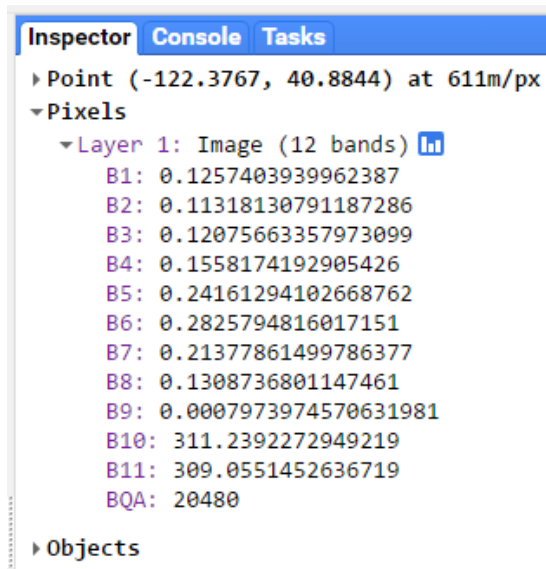 Inspector Console Tasks
Point (-122.3767, 40.8844) at 611m/px
Pixels
Layer 1: Image (12 bands)
B1: 0.1257403939962387
B2: 0.11318130791187286
B3: 0.12075663357973099
B4: 0.1558174192905426
B5: 0.24161294102668762
B6: 0.2825794816017151
B7: 0.21377861499786377
B8: 0.1308736801147461
B9: 0.0007973974570631981
B10: 311.2392272949219
B11: 309.0551452636719
BQA: 20480
Objects